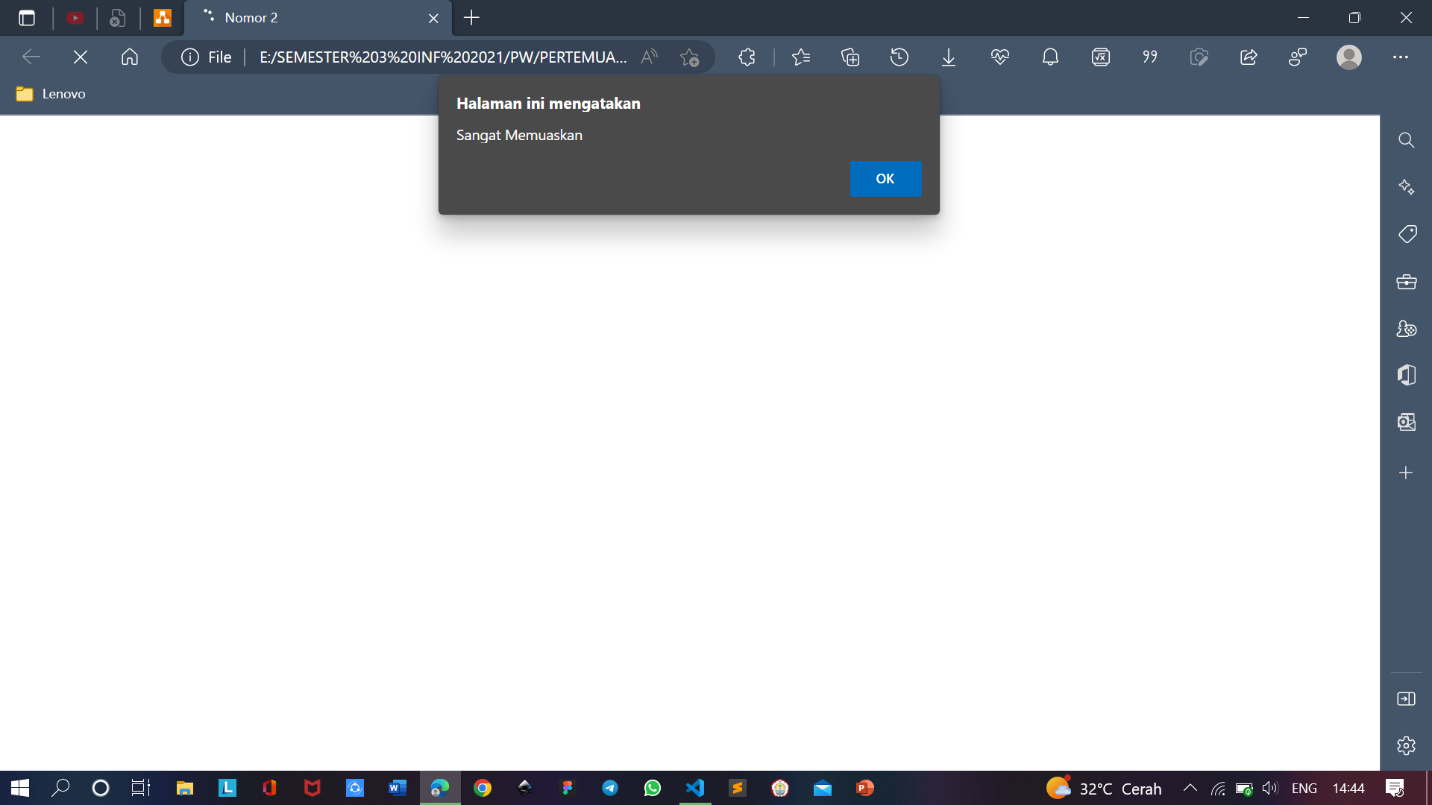 Nomor 2
File
E:/SEMESTER%203%20INF%202021/PW/PERTEMUA...
Lenovo
Halaman ini mengatakan
Sangat Memuaskan
OK
32°C Cerah
ENG
14:44